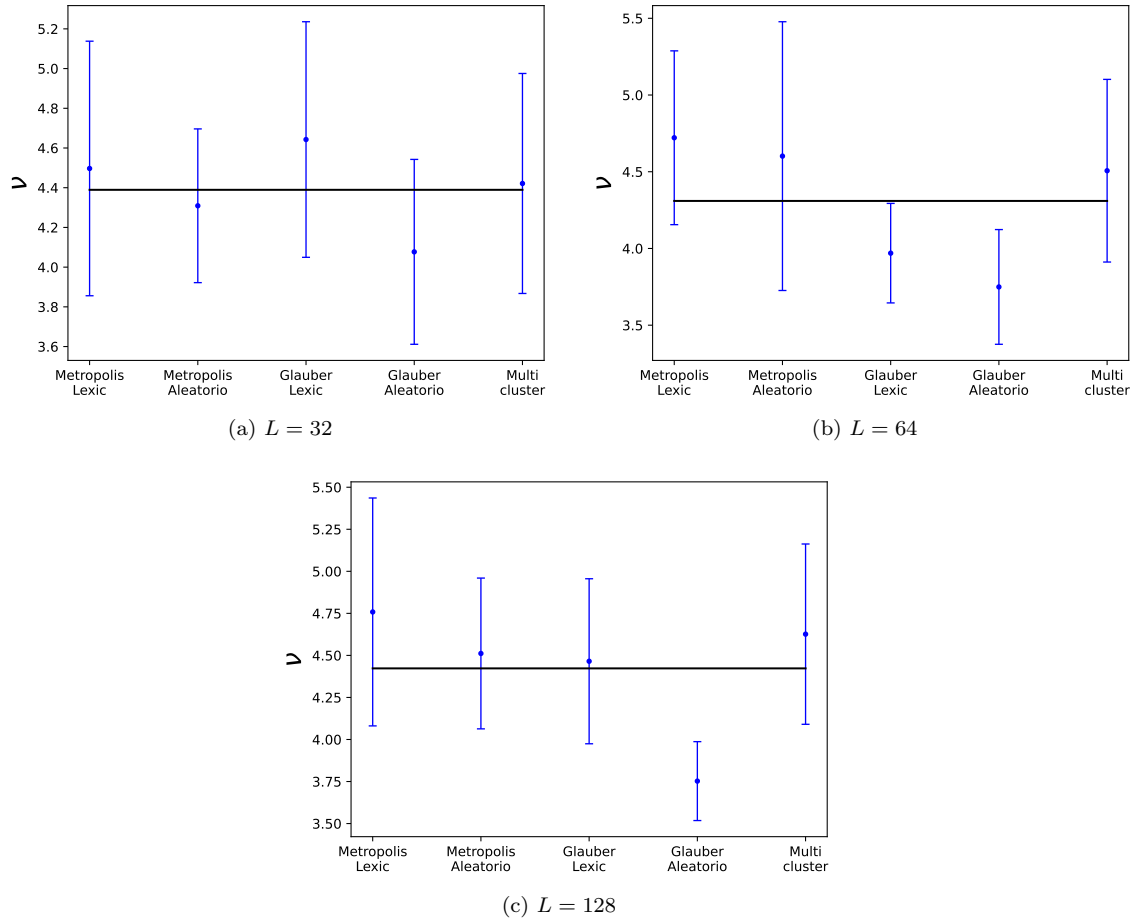 5.2
5.0
4.8
4.6
4.4
4.2
4.0
3.8
3.6
ν
Metropolis
Lexic
Metropolis
Aleatorio
Glauber
Lexic
Glauber
Aleatorio
Multi
cluster
(a) L = 32
5.5
5.0
4.5
4.0
3.5
ν
Metropolis
Lexic
Metropolis
Aleatorio
Glauber
Lexic
Glauber
Aleatorio
Multi
cluster
(b) L = 64
5.50
5.25
5.00
4.75
4.50
4.25
4.00
3.75
3.50
ν
Metropolis
Lexic
Metropolis
Aleatorio
Glauber
Lexic
Glauber
Aleatorio
Multi
cluster
(c) L = 128